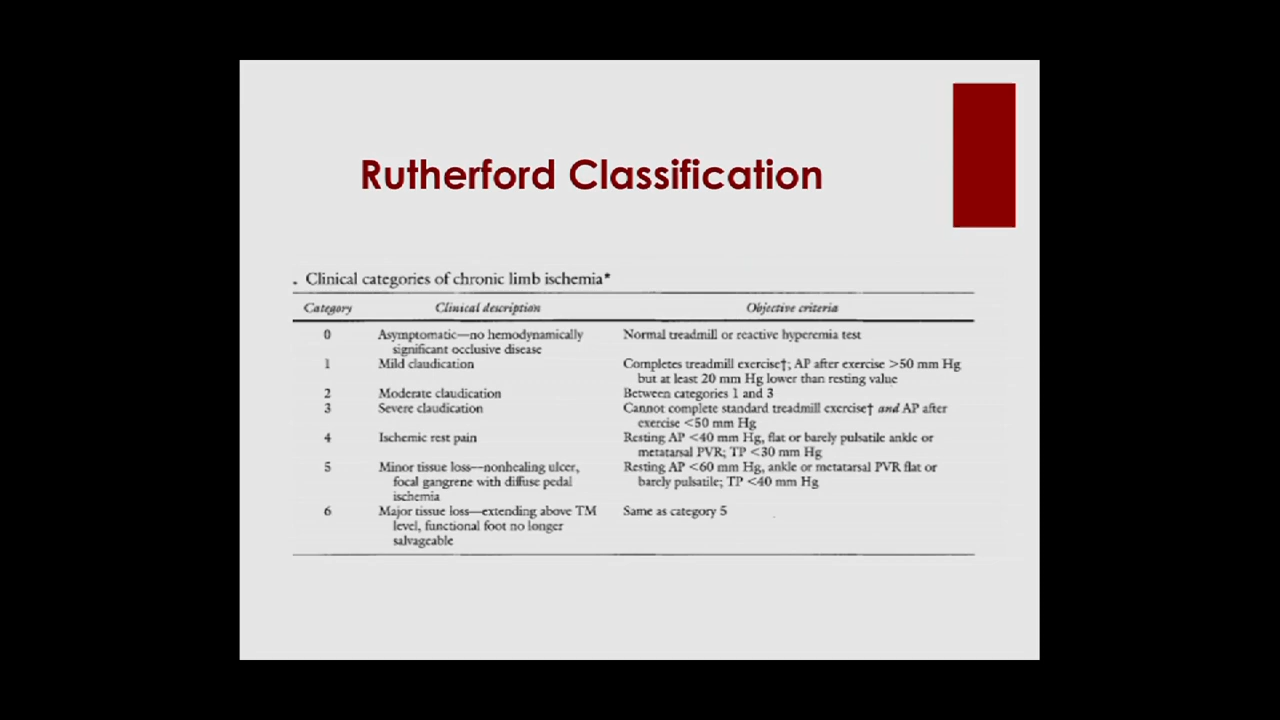 Rutherford Classification
. Clinical categories of chronic limb ischemia*
Category Clinical description Objective criteria
0 Asymptomatic—no hemodynamically Normal treadmill or reactive hyperemia test
significant occlusive disease
1 Mild claudication Completes treadmill exercise†; AP after exercise >50 mm Hg
but at least 20 mm Hg lower than resting value
2 Moderate claudication Between categories 1 and 3
3 Severe claudication Cannot complete standard treadmill exercise† and AP after
exercise <50 mm Hg
4 Ischemic rest pain Resting AP <40 mm Hg, flat or barely pulsatile ankle or
metatarsal PVR; TP <30 mm Hg
5 Minor tissue loss—nonhealing ulcer, Resting AP <60 mm Hg, ankle or metatarsal PVR flat or
focal gangrene with diffuse pedal barely pulsatile; TP <40 mm Hg
ischemia
6 Major tissue loss—extending above TM Same as category 5
level, functional foot no longer
salvageable